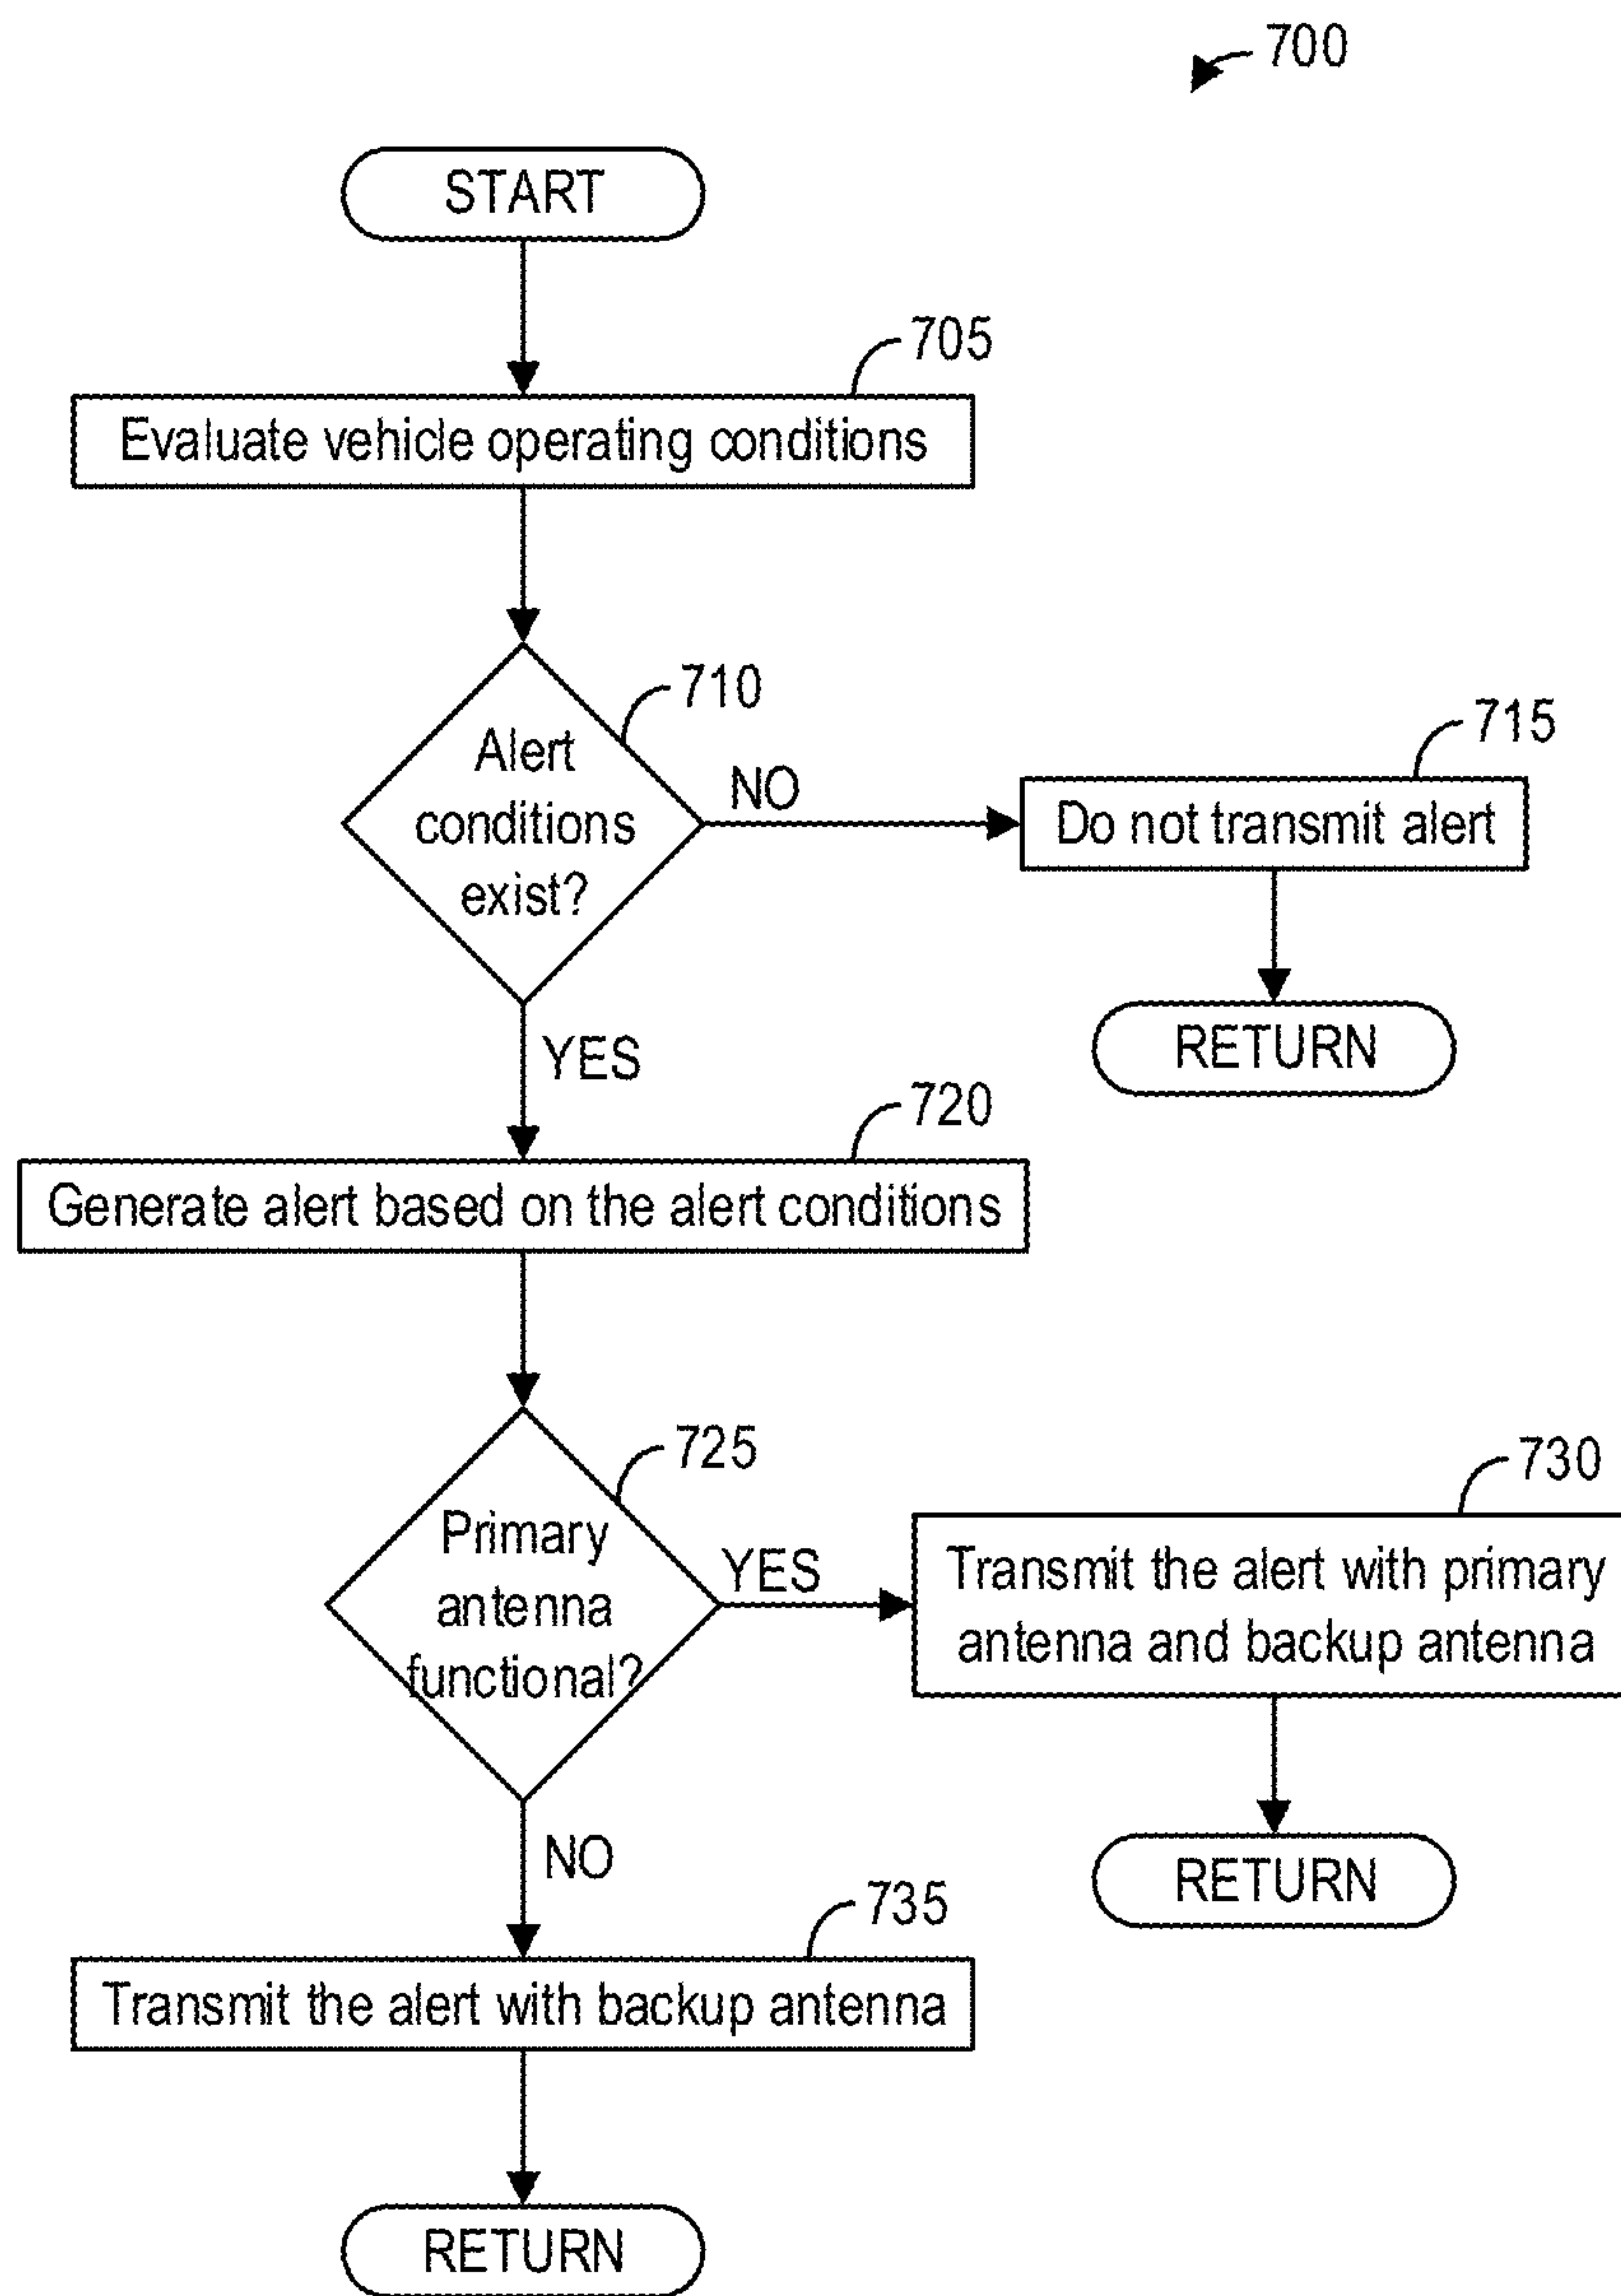 700
START
705
Evaluate vehicle operating conditions
710
Alert
conditions
exist?
NO
715
Do not transmit alert
RETURN
YES
720
Generate alert based on the alert conditions
725
Primary
antenna
functional?
YES
730
Transmit the alert with primary
antenna and backup antenna
RETURN
NO
735
Transmit the alert with backup antenna
RETURN